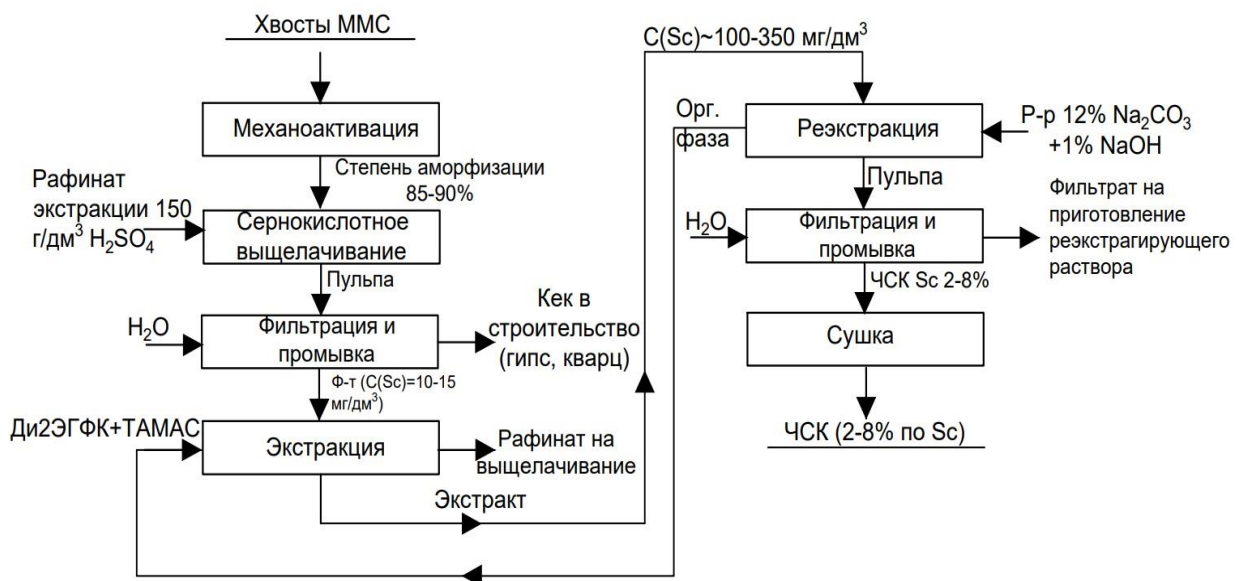 Хвосты ММС
Механоактивация
Степень аморфизации
85-90%
Рафинат
экстракции 150
г/дм³ H₂SO₄
Сернокислотное
выщелачивание
Пульпа
H₂O
Фильтрация и
промывка
Кек в
строительство
(гипс, кварц)
Ф-т (C(Sc)=10-15
мг/дм³)
Ди2ЭГФК+ТАМАС
Экстракция
Рафинат на
выщелачивание
Экстракт
C(Sc)~100-350 мг/дм³
Орг.
фаза
Реэкстракция
Р-р 12% Na₂CO₃
+1% NaOH
Пульпа
H₂O
Фильтрация и
промывка
Фильтрат на
приготовление
реэкстрагирующего
раствора
ЧСК Sc 2-8%
Сушка
ЧСК (2-8% по Sc)